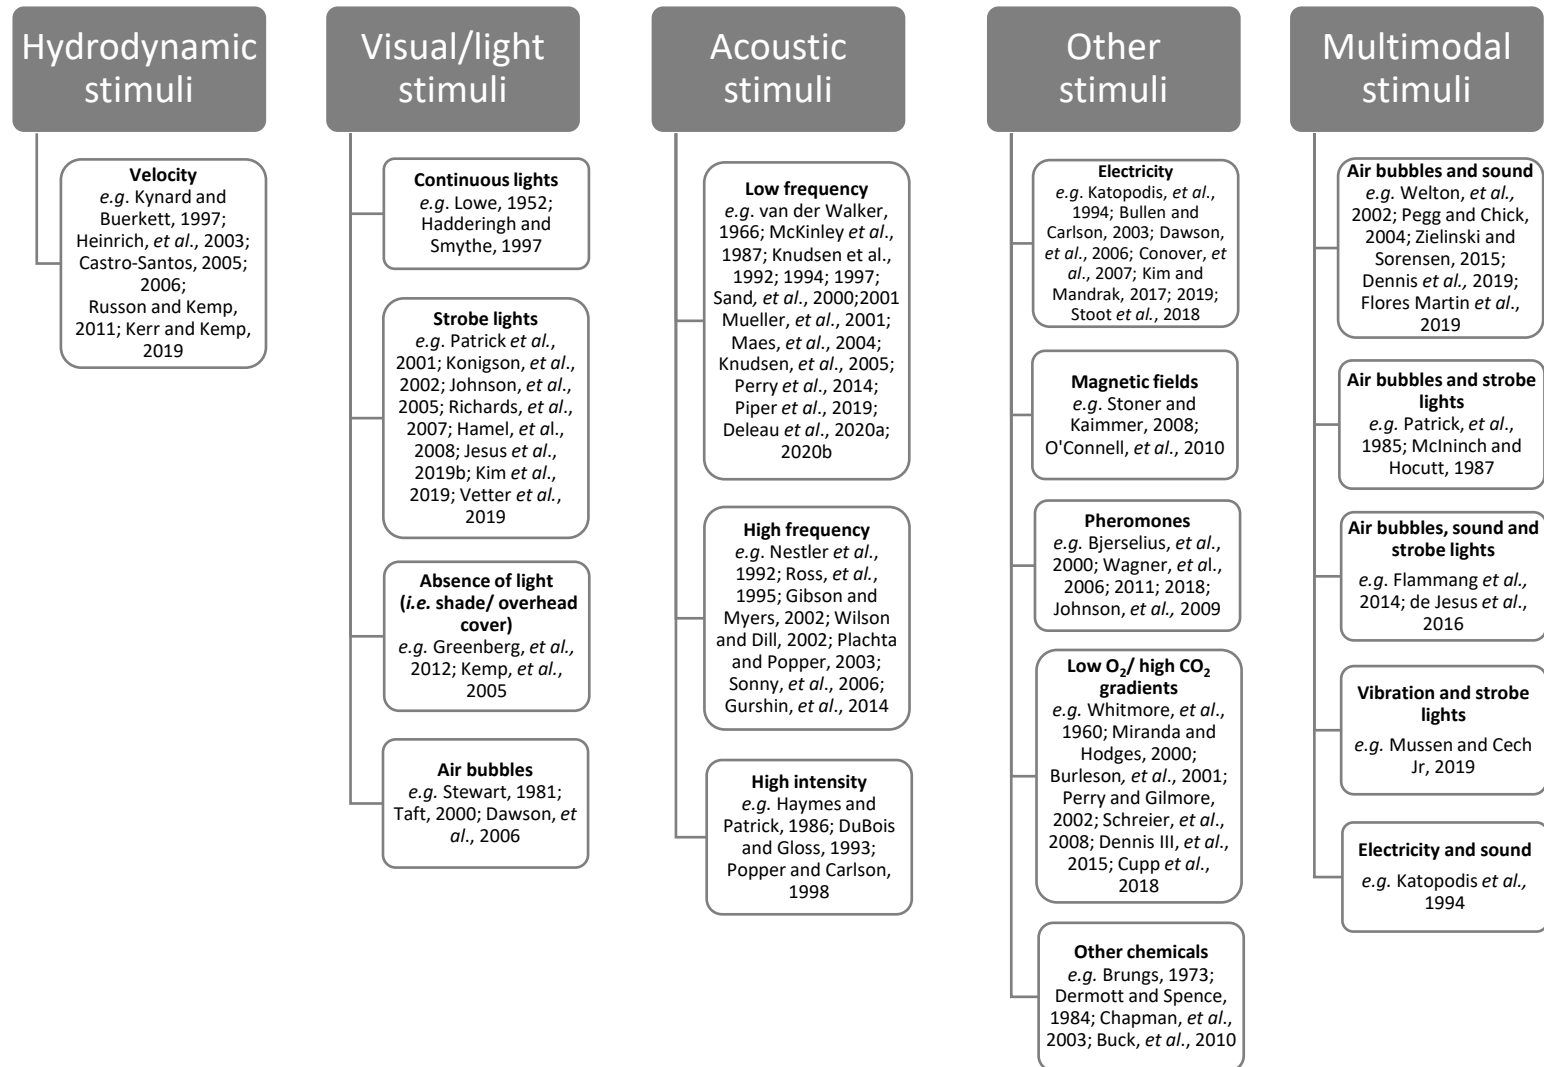 Hydrodynamic
stimuli
Velocity
e.g. Kynard and
Buerkett, 1997;
Heinrich, et al., 2003;
Castro-Santos, 2005;
2006;
Russon and Kemp,
2011; Kerr and Kemp,
2019
Visual/light
stimuli
Continuous lights
e.g. Lowe, 1952;
Hadderingh and
Smythe, 1997
Strobe lights
e.g. Patrick et al.,
2001; Konigson, et al.,
2002; Johnson, et al.,
2005; Richards, et al.,
2007; Hamel, et al.,
2008; Jesus et al.,
2019b; Kim et al.,
2019; Vetter et al.,
2019
Absence of light
(i.e. shade/ overhead
cover)
e.g. Greenberg, et al.,
2012; Kemp, et al.,
2005
Air bubbles
e.g. Stewart, 1981;
Taft, 2000; Dawson, et
al., 2006
Acoustic
stimuli
Low frequency
e.g. van der Walker,
1966; McKinley et al.,
1987; Knudsen et al.,
1992; 1994; 1997;
Sand, et al., 2000;2001
Mueller, et al., 2001;
Maes, et al., 2004;
Knudsen, et al., 2005;
Perry et al., 2014;
Piper et al., 2019;
Deleau et al., 2020a;
2020b
High frequency
e.g. Nestler et al.,
1992; Ross, et al.,
1995; Gibson and
Myers, 2002; Wilson
and Dill, 2002; Plachta
and Popper, 2003;
Sonny, et al., 2006;
Gurshin, et al., 2014
High intensity
e.g. Haymes and
Patrick, 1986; DuBois
and Gloss, 1993;
Popper and Carlson,
1998
Other
stimuli
Electricity
e.g. Katopodis, et al.,
1994; Bullen and
Carlson, 2003; Dawson,
et al., 2006; Conover, et
al., 2007; Kim and
Mandrak, 2017; 2019;
Stoot et al., 2018
Magnetic fields
e.g. Stoner and
Kaimmer, 2008;
O'Connell, et al., 2010
Pheromones
e.g. Bjerselius, et al.,
2000; Wagner, et al.,
2006; 2011; 2018;
Johnson, et al., 2009
Low O₂/ high CO₂
gradients
e.g. Whitmore, et al.,
1960; Miranda and
Hodges, 2000;
Burleson, et al., 2001;
Perry and Gilmore,
2002; Schreier, et al.,
2008; Dennis III, et al.,
2015; Cupp et al.,
2018
Other chemicals
e.g. Brungs, 1973;
Dermott and Spence,
1984; Chapman, et al.,
2003; Buck, et al., 2010
Multimodal
stimuli
Air bubbles and sound
e.g. Welton, et al.,
2002; Pegg and Chick,
2004; Zielinski and
Sorensen, 2015;
Dennis et al., 2019;
Flores Martin et al.,
2019
Air bubbles and strobe
lights
e.g. Patrick, et al.,
1985; McIninch and
Hocutt, 1987
Air bubbles, sound and
strobe lights
e.g. Flammang et al.,
2014; de Jesus et al.,
2016
Vibration and strobe
lights
e.g. Mussen and Cech
Jr, 2019
Electricity and sound
e.g. Katopodis et al.,
1994